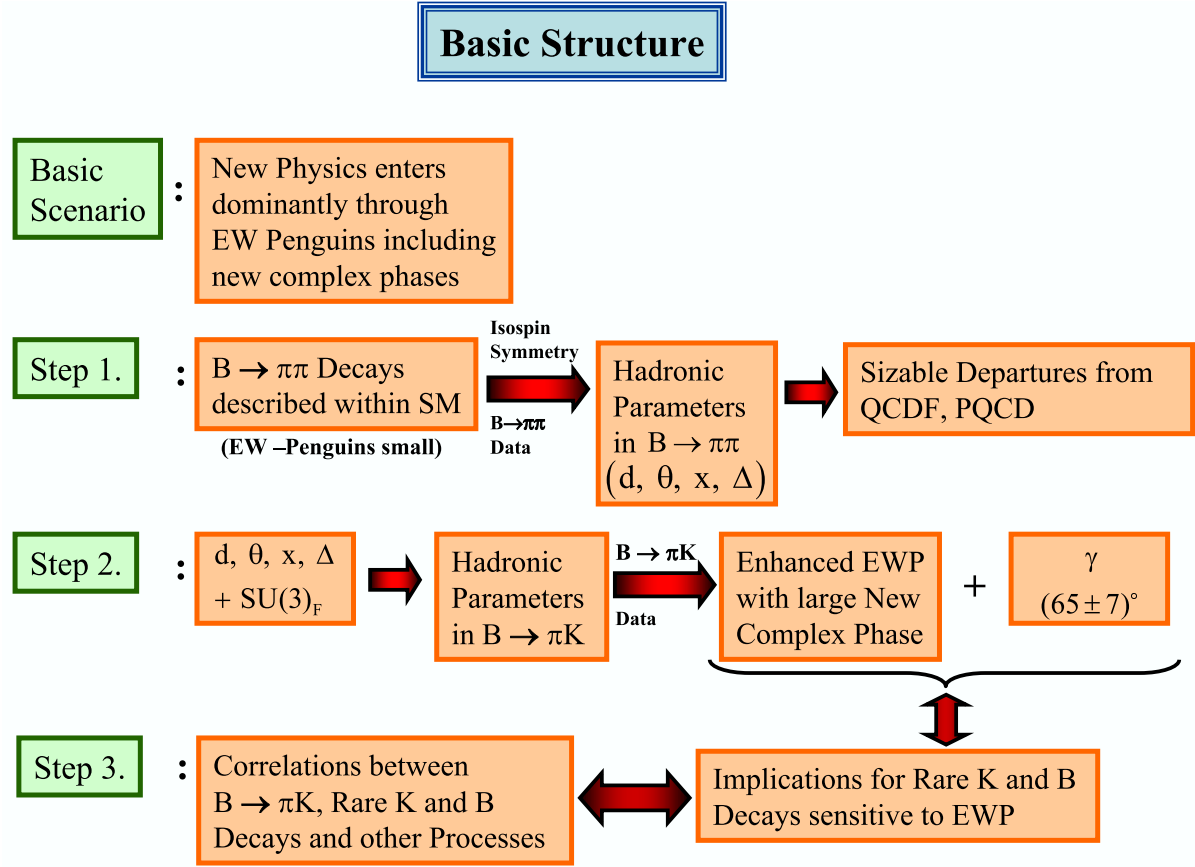 Basic Structure
Basic
Scenario
:
New Physics enters
dominantly through
EW Penguins including
new complex phases
Step 1.
:
B → ππ Decays
described within SM
(EW –Penguins small)
Isospin
Symmetry
B→ππ
Data
Hadronic
Parameters
in B → ππ
(d, θ, x, Δ)
Sizable Departures from
QCDF, PQCD
Step 2.
:
d, θ, x, Δ
+ SU(3)F
Hadronic
Parameters
in B → πK
B → πK
Data
Enhanced EWP
with large New
Complex Phase
+
γ
(65 ± 7)°
Step 3.
:
Correlations between
B → πK, Rare K and B
Decays and other Processes
Implications for Rare K and B
Decays sensitive to EWP